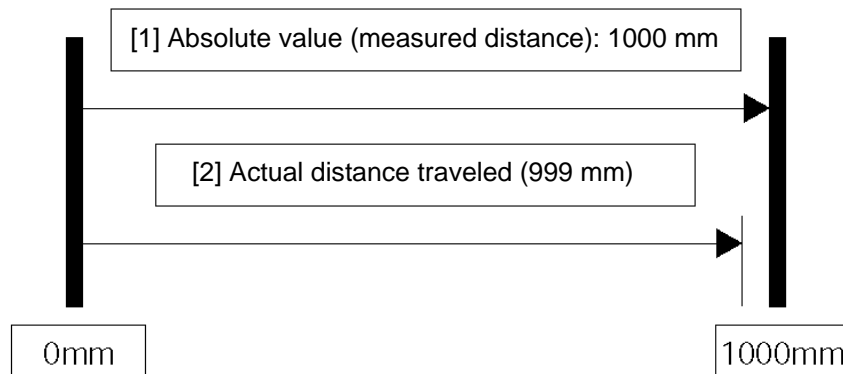 [1] Absolute value (measured distance): 1000 mm
[2] Actual distance traveled (999 mm)
0mm
1000mm